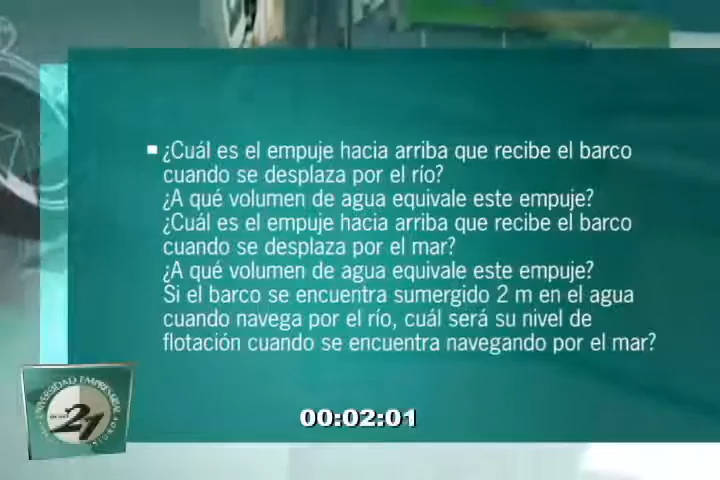 ¿Cuál es el empuje hacia arriba que recibe el barco
cuando se desplaza por el río?
¿A qué volumen de agua equivale este empuje?
¿Cuál es el empuje hacia arriba que recibe el barco
cuando se desplaza por el mar?
¿A qué volumen de agua equivale este empuje?
Si el barco se encuentra sumergido 2 m en el agua
cuando navega por el río, cuál será su nivel de
flotación cuando se encuentra navegando por el mar?
UNIVERSIDAD EMPRESARIAL
21
00:02:01